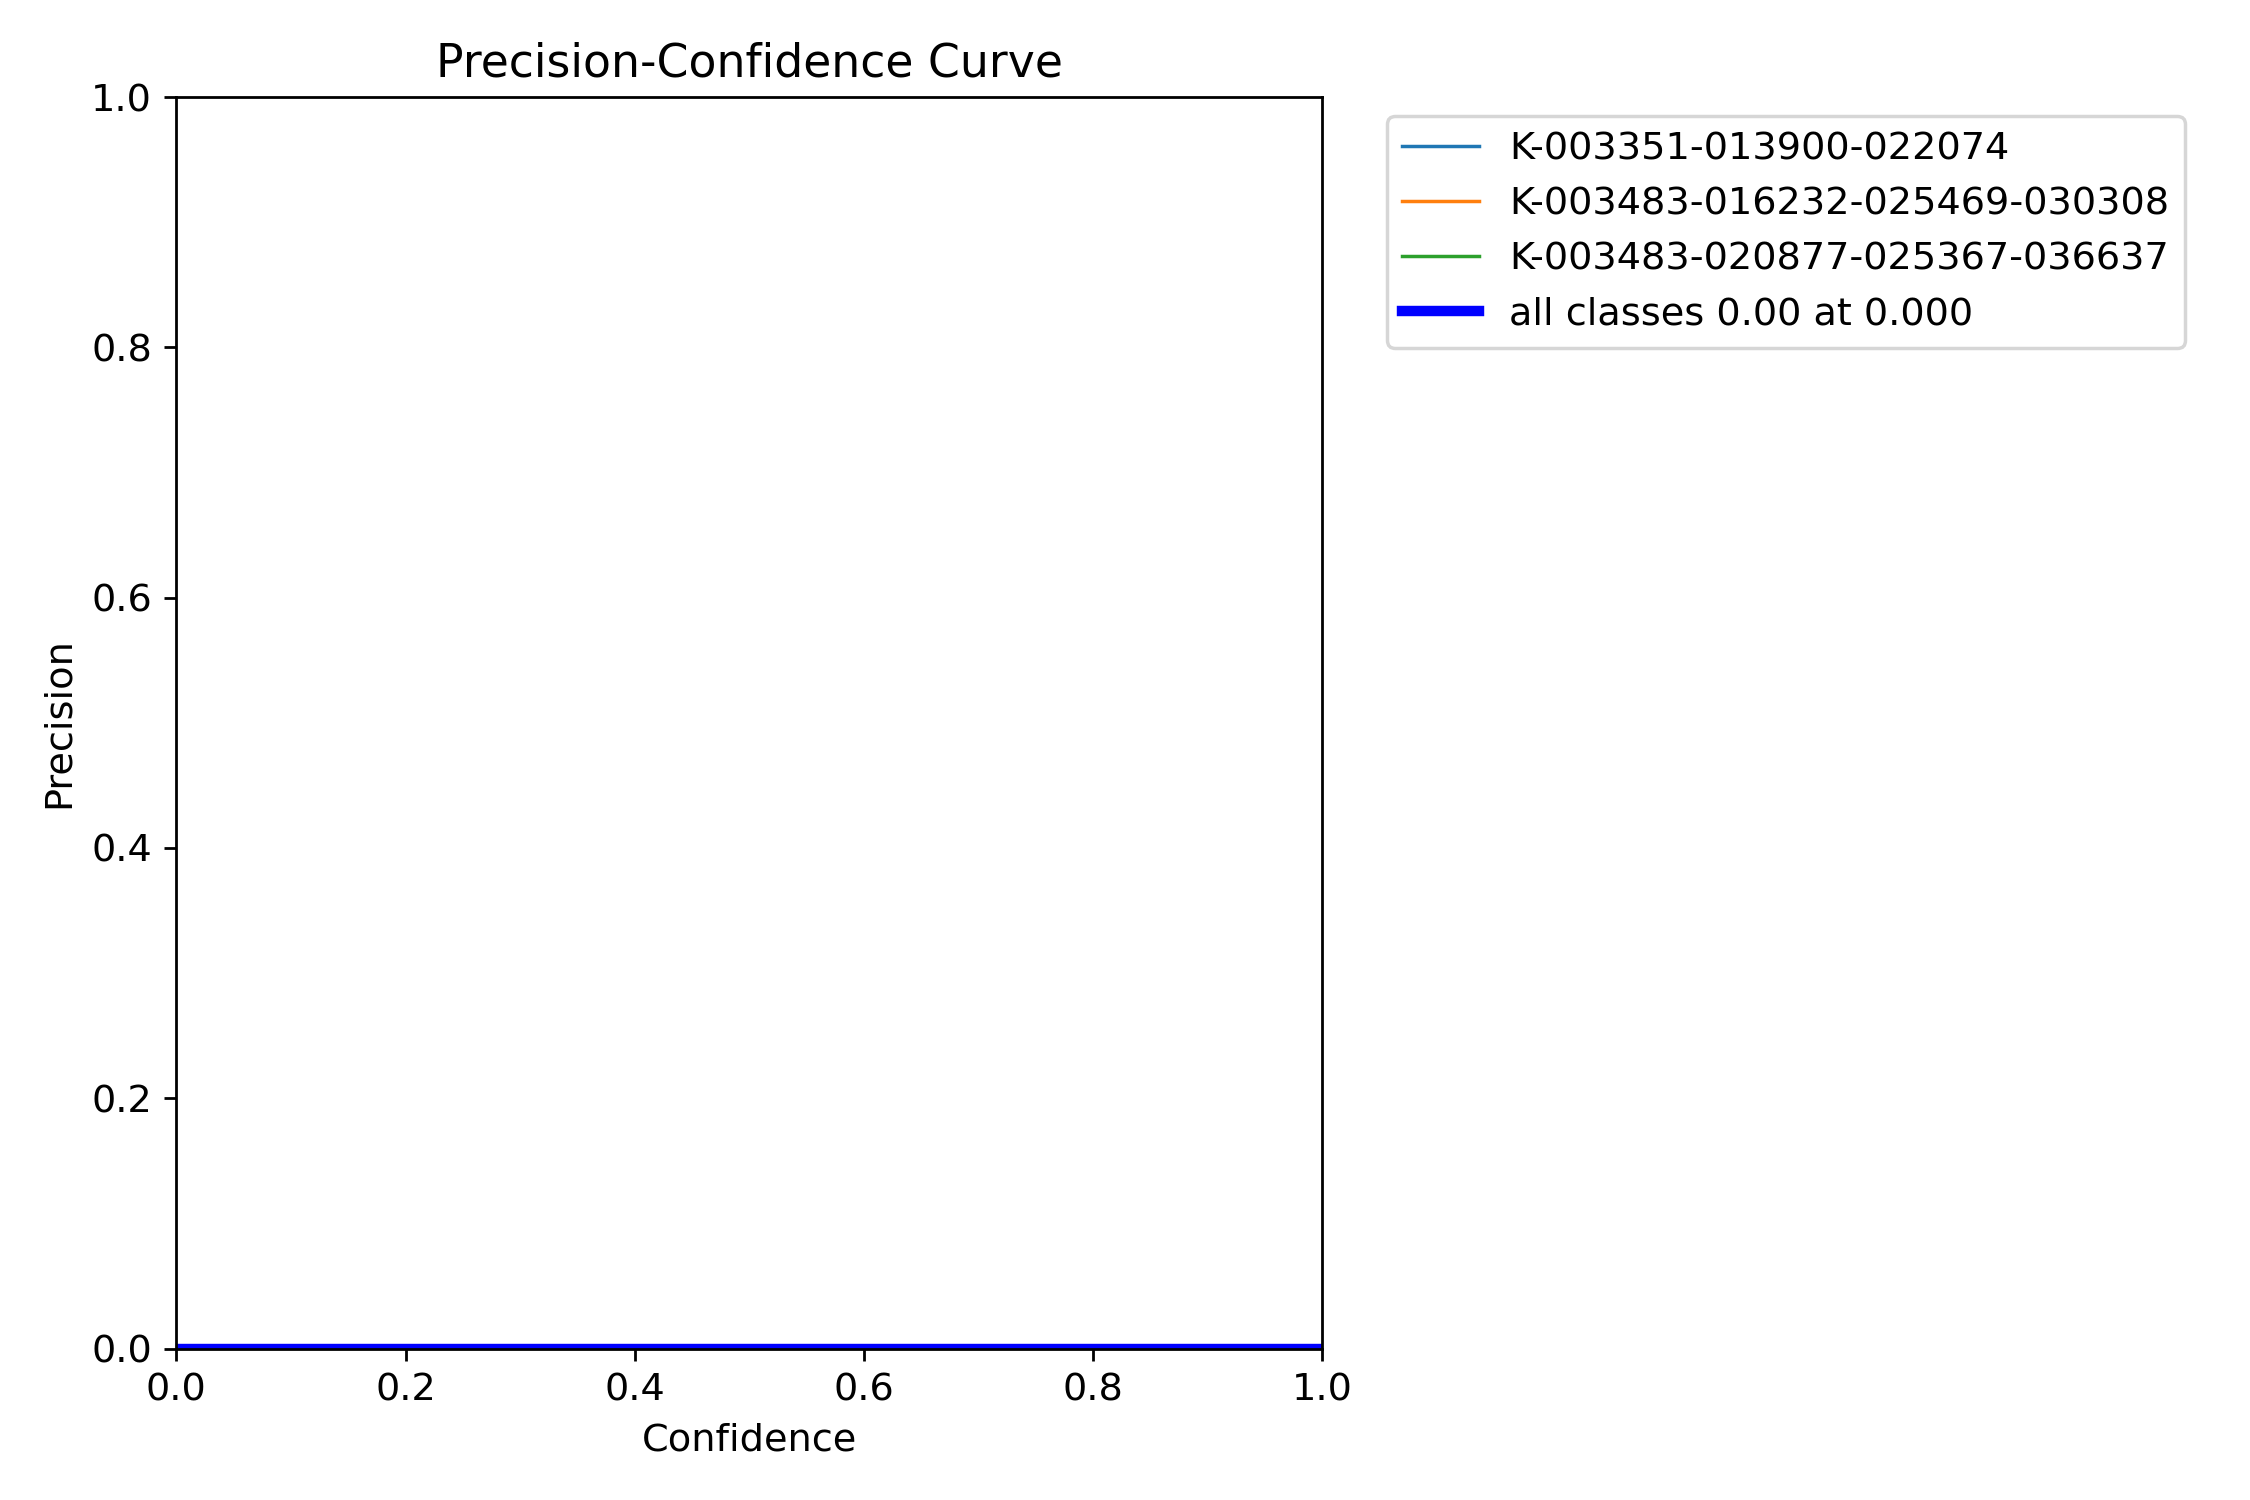 Precision-Confidence Curve
1.0
0.8
0.6
0.4
0.2
0.0
Precision
0.0 0.2 0.4 0.6 0.8 1.0
Confidence
K-003351-013900-022074
K-003483-016232-025469-030308
K-003483-020877-025367-036637
all classes 0.00 at 0.000